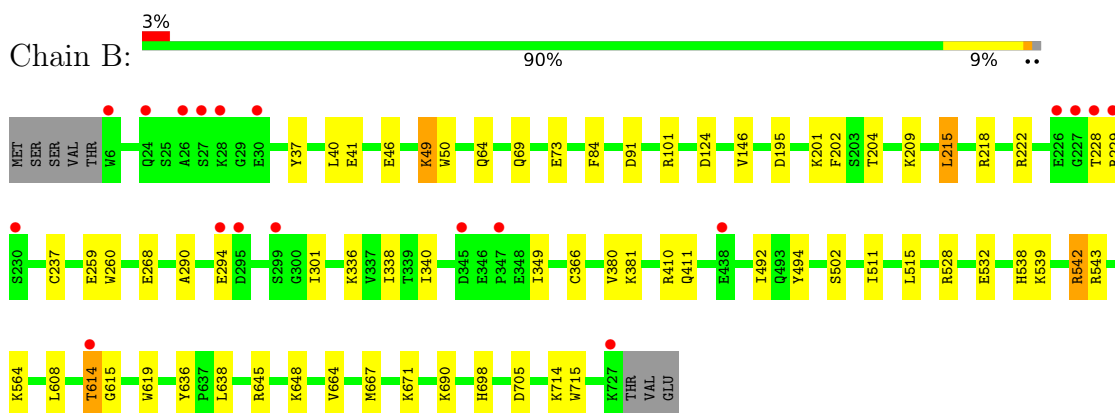 3%
Chain B:
90%
9%
••
MET SER SER VAL THR W6 Q24 S25 A26 S27 K28 G29 E30 Y37 L40 E41 E46 K49 W50 Q64 Q69 E73 F84 D91 R101 D124 V146 D195 K201 F202 S203 T204 K209 L215 R218 R222 E226 G227 T228
S230 C237 E259 W260 E268 A290 E294 D295 S299 G300 I301 K336 V337 I338 T339 I340 D345 E346 P347 E348 I349 C366 V380 K381 R410 Q411 E438 I492 Q493 Y494 S502 I511 L515 R528 E532 H538 K539 R542 R543
K564 L608 T614 G615 W619 Y636 P637 L638 R645 K648 V664 M667 K671 K690 H698 D705 K714 W715 K727 THR VAL GLU